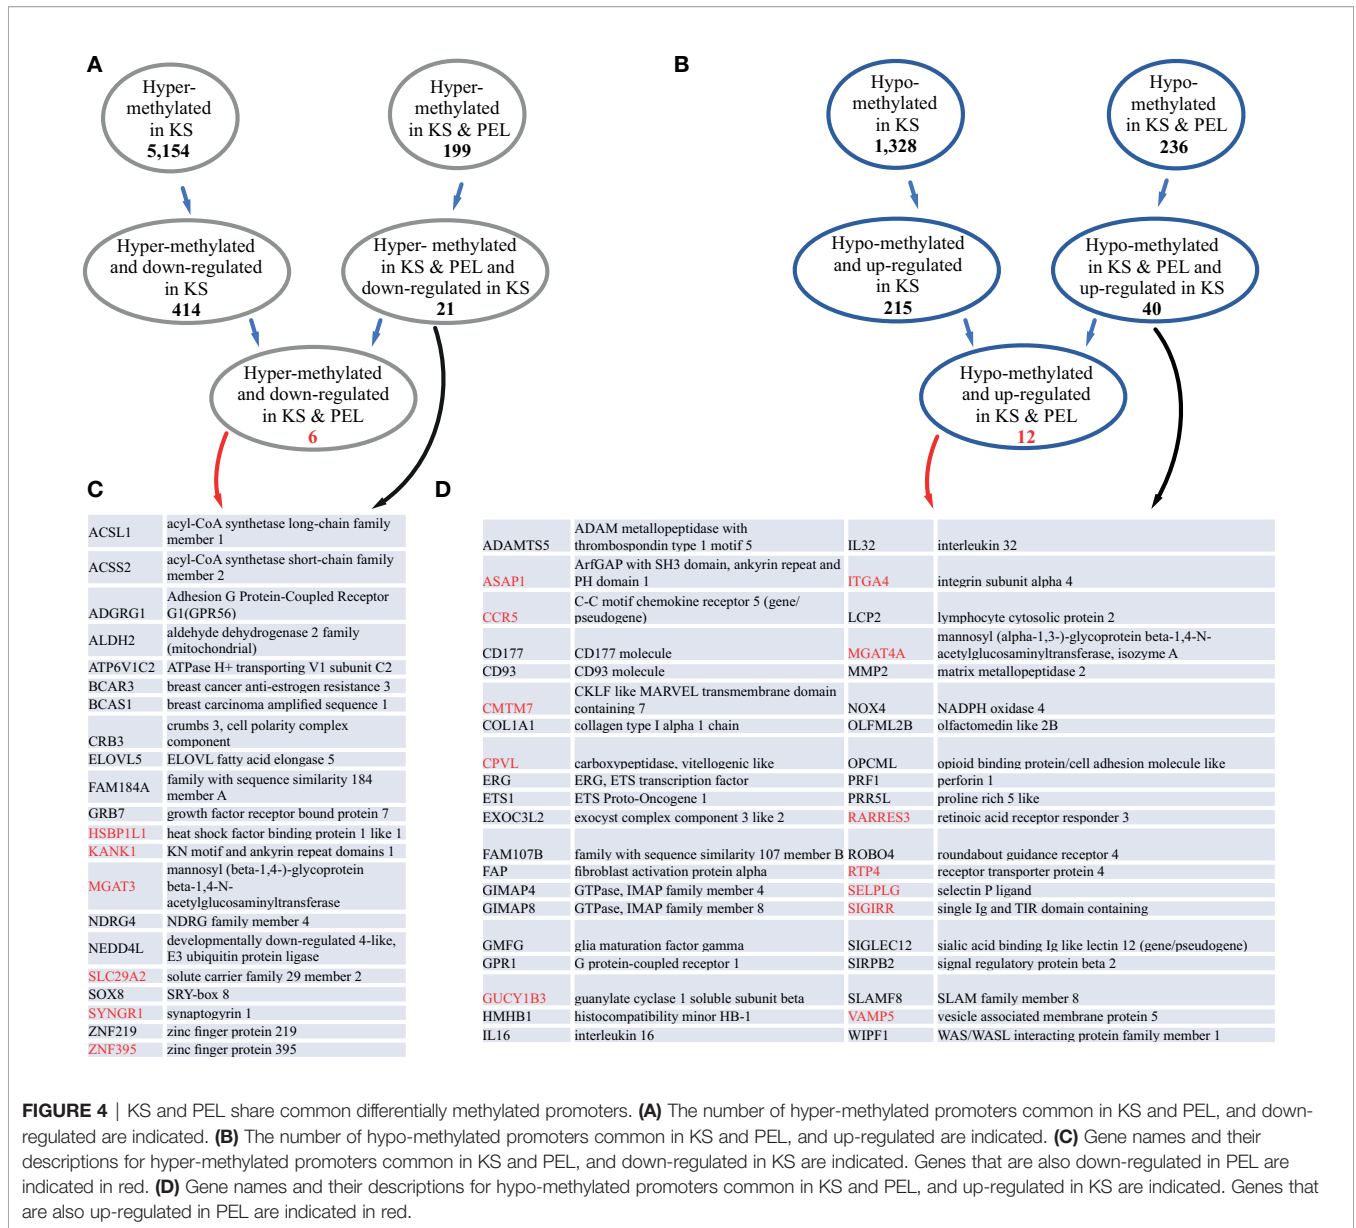 A
Hyper-
methylated
in KS
5,154
Hyper-
methylated
in KS & PEL
199
Hyper-methylated
and down-regulated
in KS
414
Hyper- methylated
in KS & PEL and
down-regulated in KS
21
Hyper-methylated
and down-regulated
in KS & PEL
6
B
Hypo-
methylated
in KS
1,328
Hypo-
methylated
in KS & PEL
236
Hypo-methylated
and up-regulated
in KS
215
Hypo-methylated
in KS & PEL and
up-regulated in KS
40
Hypo-methylated
and up-regulated
in KS & PEL
12
C
ACSL1 acyl-CoA synthetase long-chain family
member 1
ACSS2 acyl-CoA synthetase short-chain family
member 2
ADGRG1 Adhesion G Protein-Coupled Receptor
G1(GPR56)
ALDH2 aldehyde dehydrogenase 2 family
(mitochondrial)
ATP6V1C2 ATPase H+ transporting V1 subunit C2
BCAR3 breast cancer anti-estrogen resistance 3
BCAS1 breast carcinoma amplified sequence 1
CRB3 crumbs 3, cell polarity complex
component
ELOVL5 ELOVL fatty acid elongase 5
FAM184A family with sequence similarity 184
member A
GRB7 growth factor receptor bound protein 7
HSBP1L1 heat shock factor binding protein 1 like 1
KANK1 KN motif and ankyrin repeat domains 1
MGAT3 mannosyl (beta-1,4-)-glycoprotein
beta-1,4-N-
acetylglucosaminyltransferase
NDRG4 NDRG family member 4
NEDD4L developmentally down-regulated 4-like,
E3 ubiquitin protein ligase
SLC29A2 solute carrier family 29 member 2
SOX8 SRY-box 8
SYNGR1 synaptogyrin 1
ZNF219 zinc finger protein 219
ZNF395 zinc finger protein 395
D
ADAMTS5 ADAM metallopeptidase with
thrombospondin type 1 motif 5
ASAP1 ArfGAP with SH3 domain, ankyrin repeat and
PH domain 1
CCR5 C-C motif chemokine receptor 5 (gene/
pseudogene)
CD177 CD177 molecule
CD93 CD93 molecule
CMTM7 CKLF like MARVEL transmembrane domain
containing 7
COL1A1 collagen type I alpha 1 chain
CPVL carboxypeptidase, vitellogenic like
ERG ERG, ETS transcription factor
ETS1 ETS Proto-Oncogene 1
EXOC3L2 exocyst complex component 3 like 2
FAM107B family with sequence similarity 107 member B
FAP fibroblast activation protein alpha
GIMAP4 GTPase, IMAP family member 4
GIMAP8 GTPase, IMAP family member 8
GMFG glia maturation factor gamma
GPR1 G protein-coupled receptor 1
GUCY1B3 guanylate cyclase 1 soluble subunit beta
HMHB1 histocompatibility minor HB-1
IL16 interleukin 16
IL32 interleukin 32
ITGA4 integrin subunit alpha 4
LCP2 lymphocyte cytosolic protein 2
MGAT4A mannosyl (alpha-1,3-)-glycoprotein beta-1,4-N-
acetylglucosaminyltransferase, isozyme A
MMP2 matrix metallopeptidase 2
NOX4 NADPH oxidase 4
OLFML2B olfactomedin like 2B
OPCML opioid binding protein/cell adhesion molecule like
PRF1 perforin 1
PRR5L proline rich 5 like
RARRES3 retinoic acid receptor responder 3
ROBO4 roundabout guidance receptor 4
RTP4 receptor transporter protein 4
SELPLG selectin P ligand
SIGIRR single Ig and TIR domain containing
SIGLEC12 sialic acid binding Ig like lectin 12 (gene/pseudogene)
SIRPB2 signal regulatory protein beta 2
SLAMF8 SLAM family member 8
VAMP5 vesicle associated membrane protein 5
WIPF1 WAS/WASL interacting protein family member 1
FIGURE 4 | KS and PEL share common differentially methylated promoters. (A) The number of hyper-methylated promoters common in KS and PEL, and down-
regulated are indicated. (B) The number of hypo-methylated promoters common in KS and PEL, and up-regulated are indicated. (C) Gene names and their
descriptions for hyper-methylated promoters common in KS and PEL, and down-regulated in KS are indicated. Genes that are also down-regulated in PEL are
indicated in red. (D) Gene names and their descriptions for hypo-methylated promoters common in KS and PEL, and up-regulated in KS are indicated. Genes that
are also up-regulated in PEL are indicated in red.